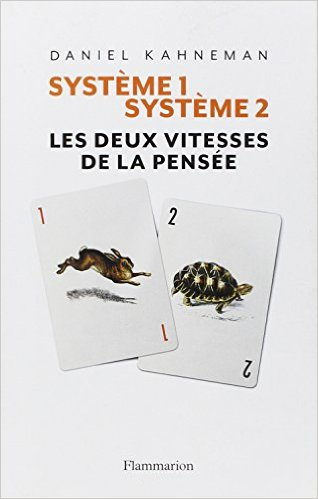 DANIEL KAHNEMAN
SYSTÈME 1
SYSTÈME 2
LES DEUX VITESSES
DE LA PENSÉE
1
2
1
2
Flammarion